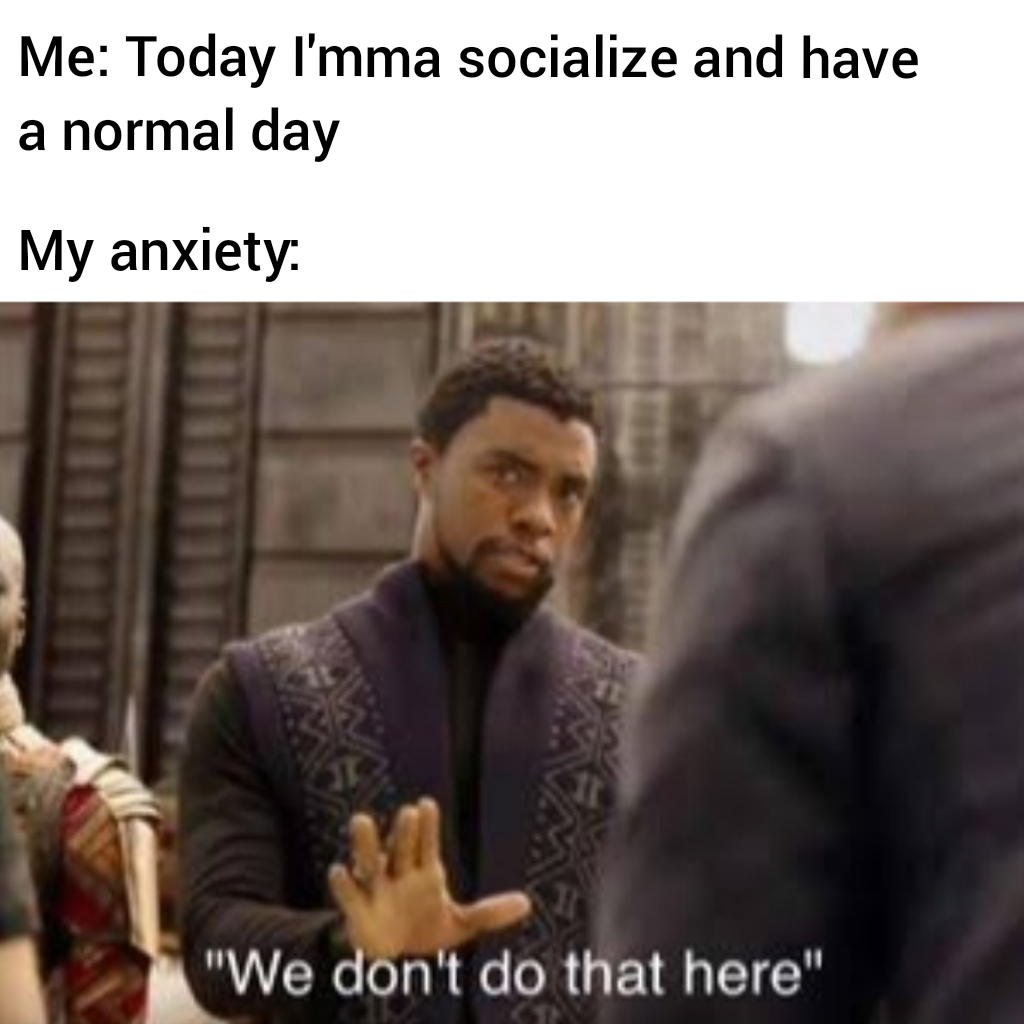 Me: Today I'mma socialize and have
a normal day
My anxiety:
"We don't do that here"